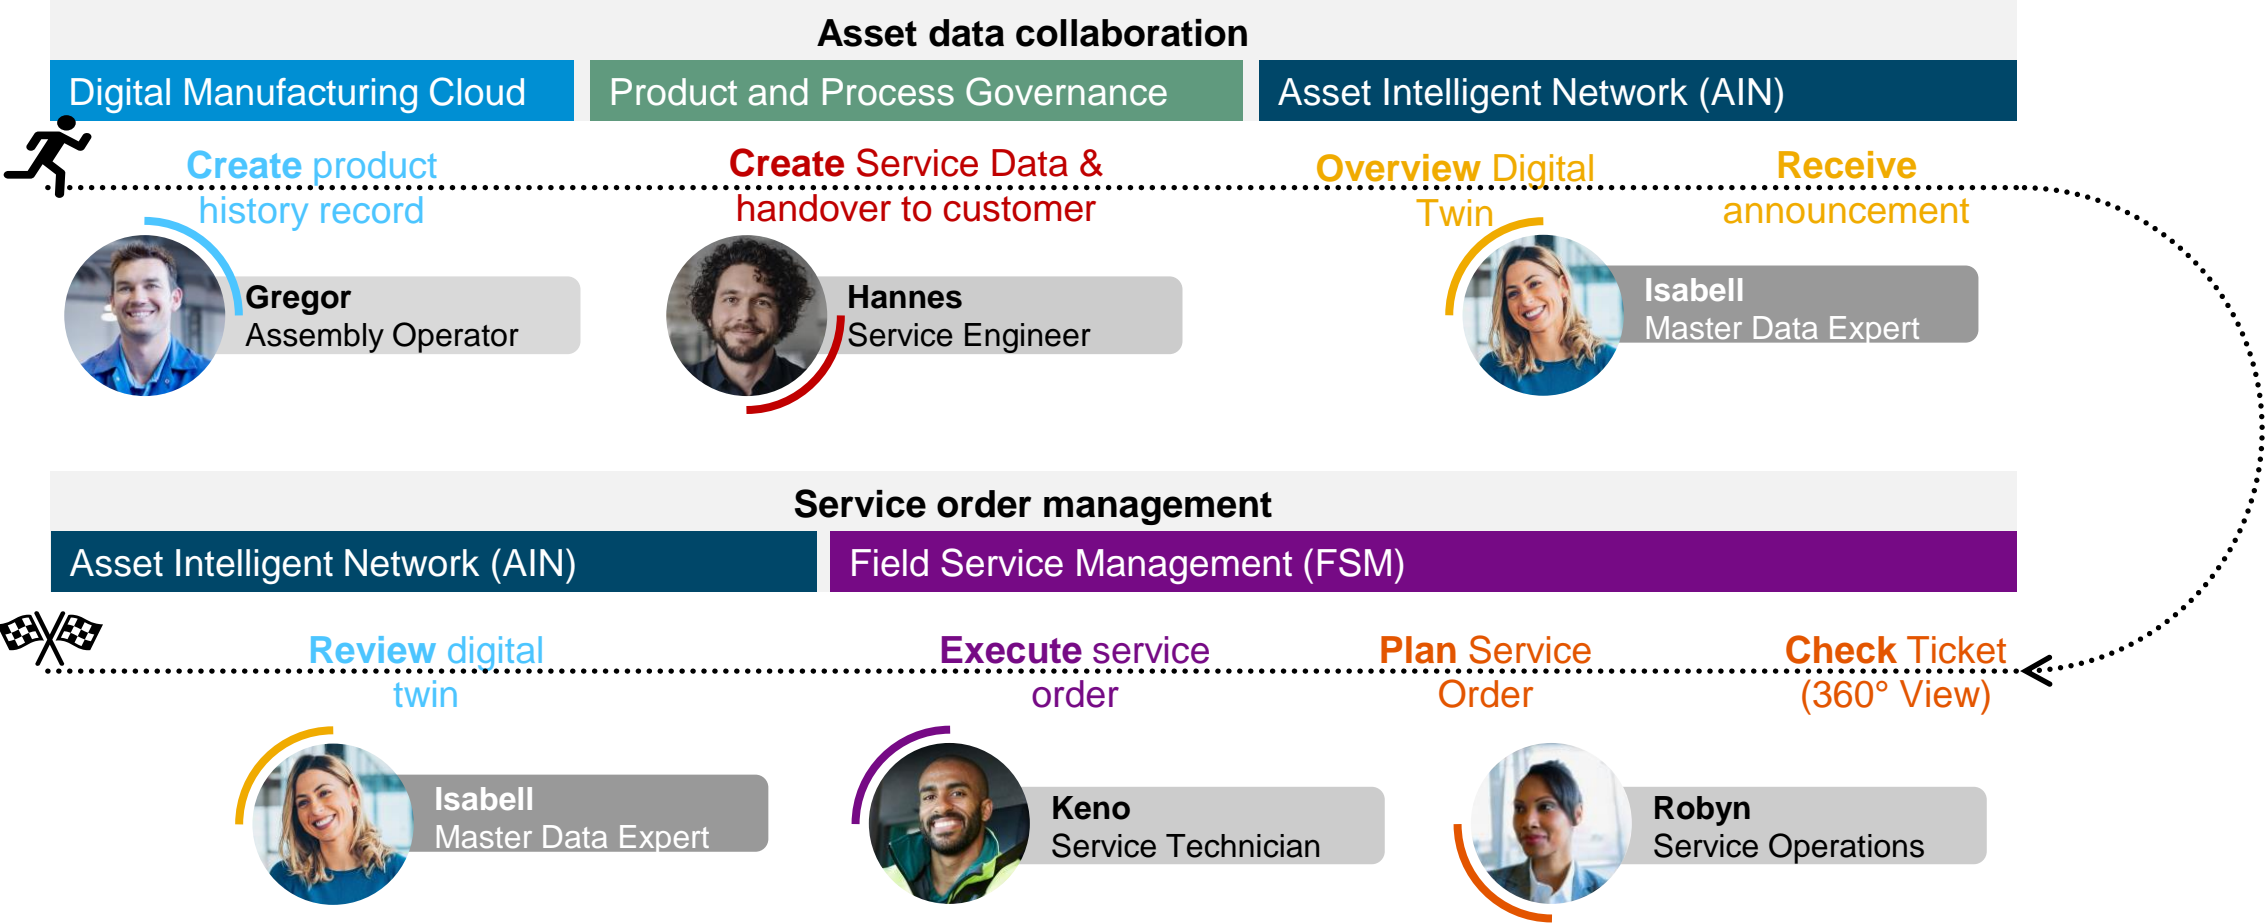 Asset data collaboration
Digital Manufacturing Cloud
Product and Process Governance
Asset Intelligent Network (AIN)
Create product
history record
Create Service Data &
handover to customer
Overview Digital
Twin
Receive
announcement
Gregor
Assembly Operator
Hannes
Service Engineer
Isabell
Master Data Expert
Service order management
Asset Intelligent Network (AIN)
Field Service Management (FSM)
Review digital
twin
Execute service
order
Plan Service
Order
Check Ticket
(360° View)
Isabell
Master Data Expert
Keno
Service Technician
Robyn
Service Operations